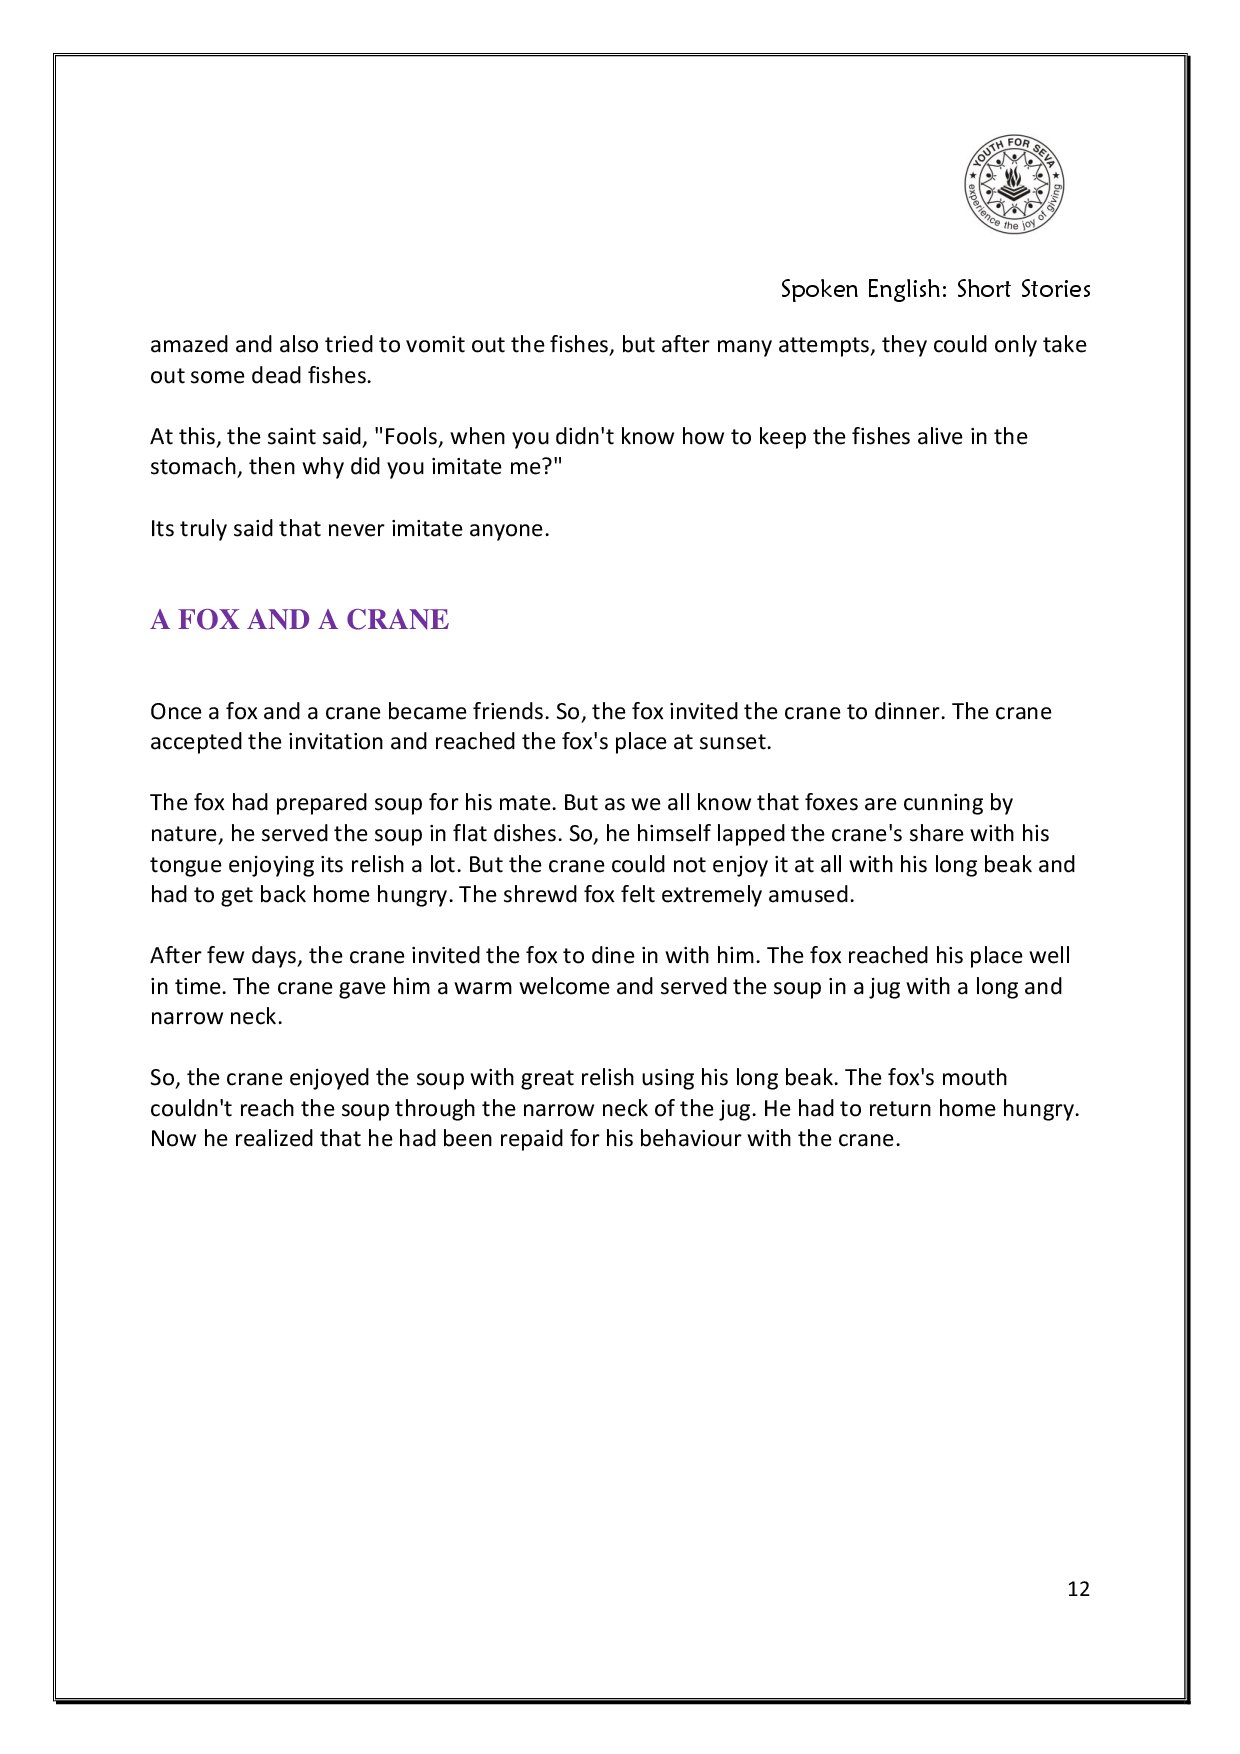 YOUTH FOR SEVA
experience the joy of giving
Spoken English: Short Stories
amazed and also tried to vomit out the fishes, but after many attempts, they could only take
out some dead fishes.
At this, the saint said, "Fools, when you didn't know how to keep the fishes alive in the
stomach, then why did you imitate me?"
Its truly said that never imitate anyone.
A FOX AND A CRANE
Once a fox and a crane became friends. So, the fox invited the crane to dinner. The crane
accepted the invitation and reached the fox's place at sunset.
The fox had prepared soup for his mate. But as we all know that foxes are cunning by
nature, he served the soup in flat dishes. So, he himself lapped the crane's share with his
tongue enjoying its relish a lot. But the crane could not enjoy it at all with his long beak and
had to get back home hungry. The shrewd fox felt extremely amused.
After few days, the crane invited the fox to dine in with him. The fox reached his place well
in time. The crane gave him a warm welcome and served the soup in a jug with a long and
narrow neck.
So, the crane enjoyed the soup with great relish using his long beak. The fox's mouth
couldn't reach the soup through the narrow neck of the jug. He had to return home hungry.
Now he realized that he had been repaid for his behaviour with the crane.
12